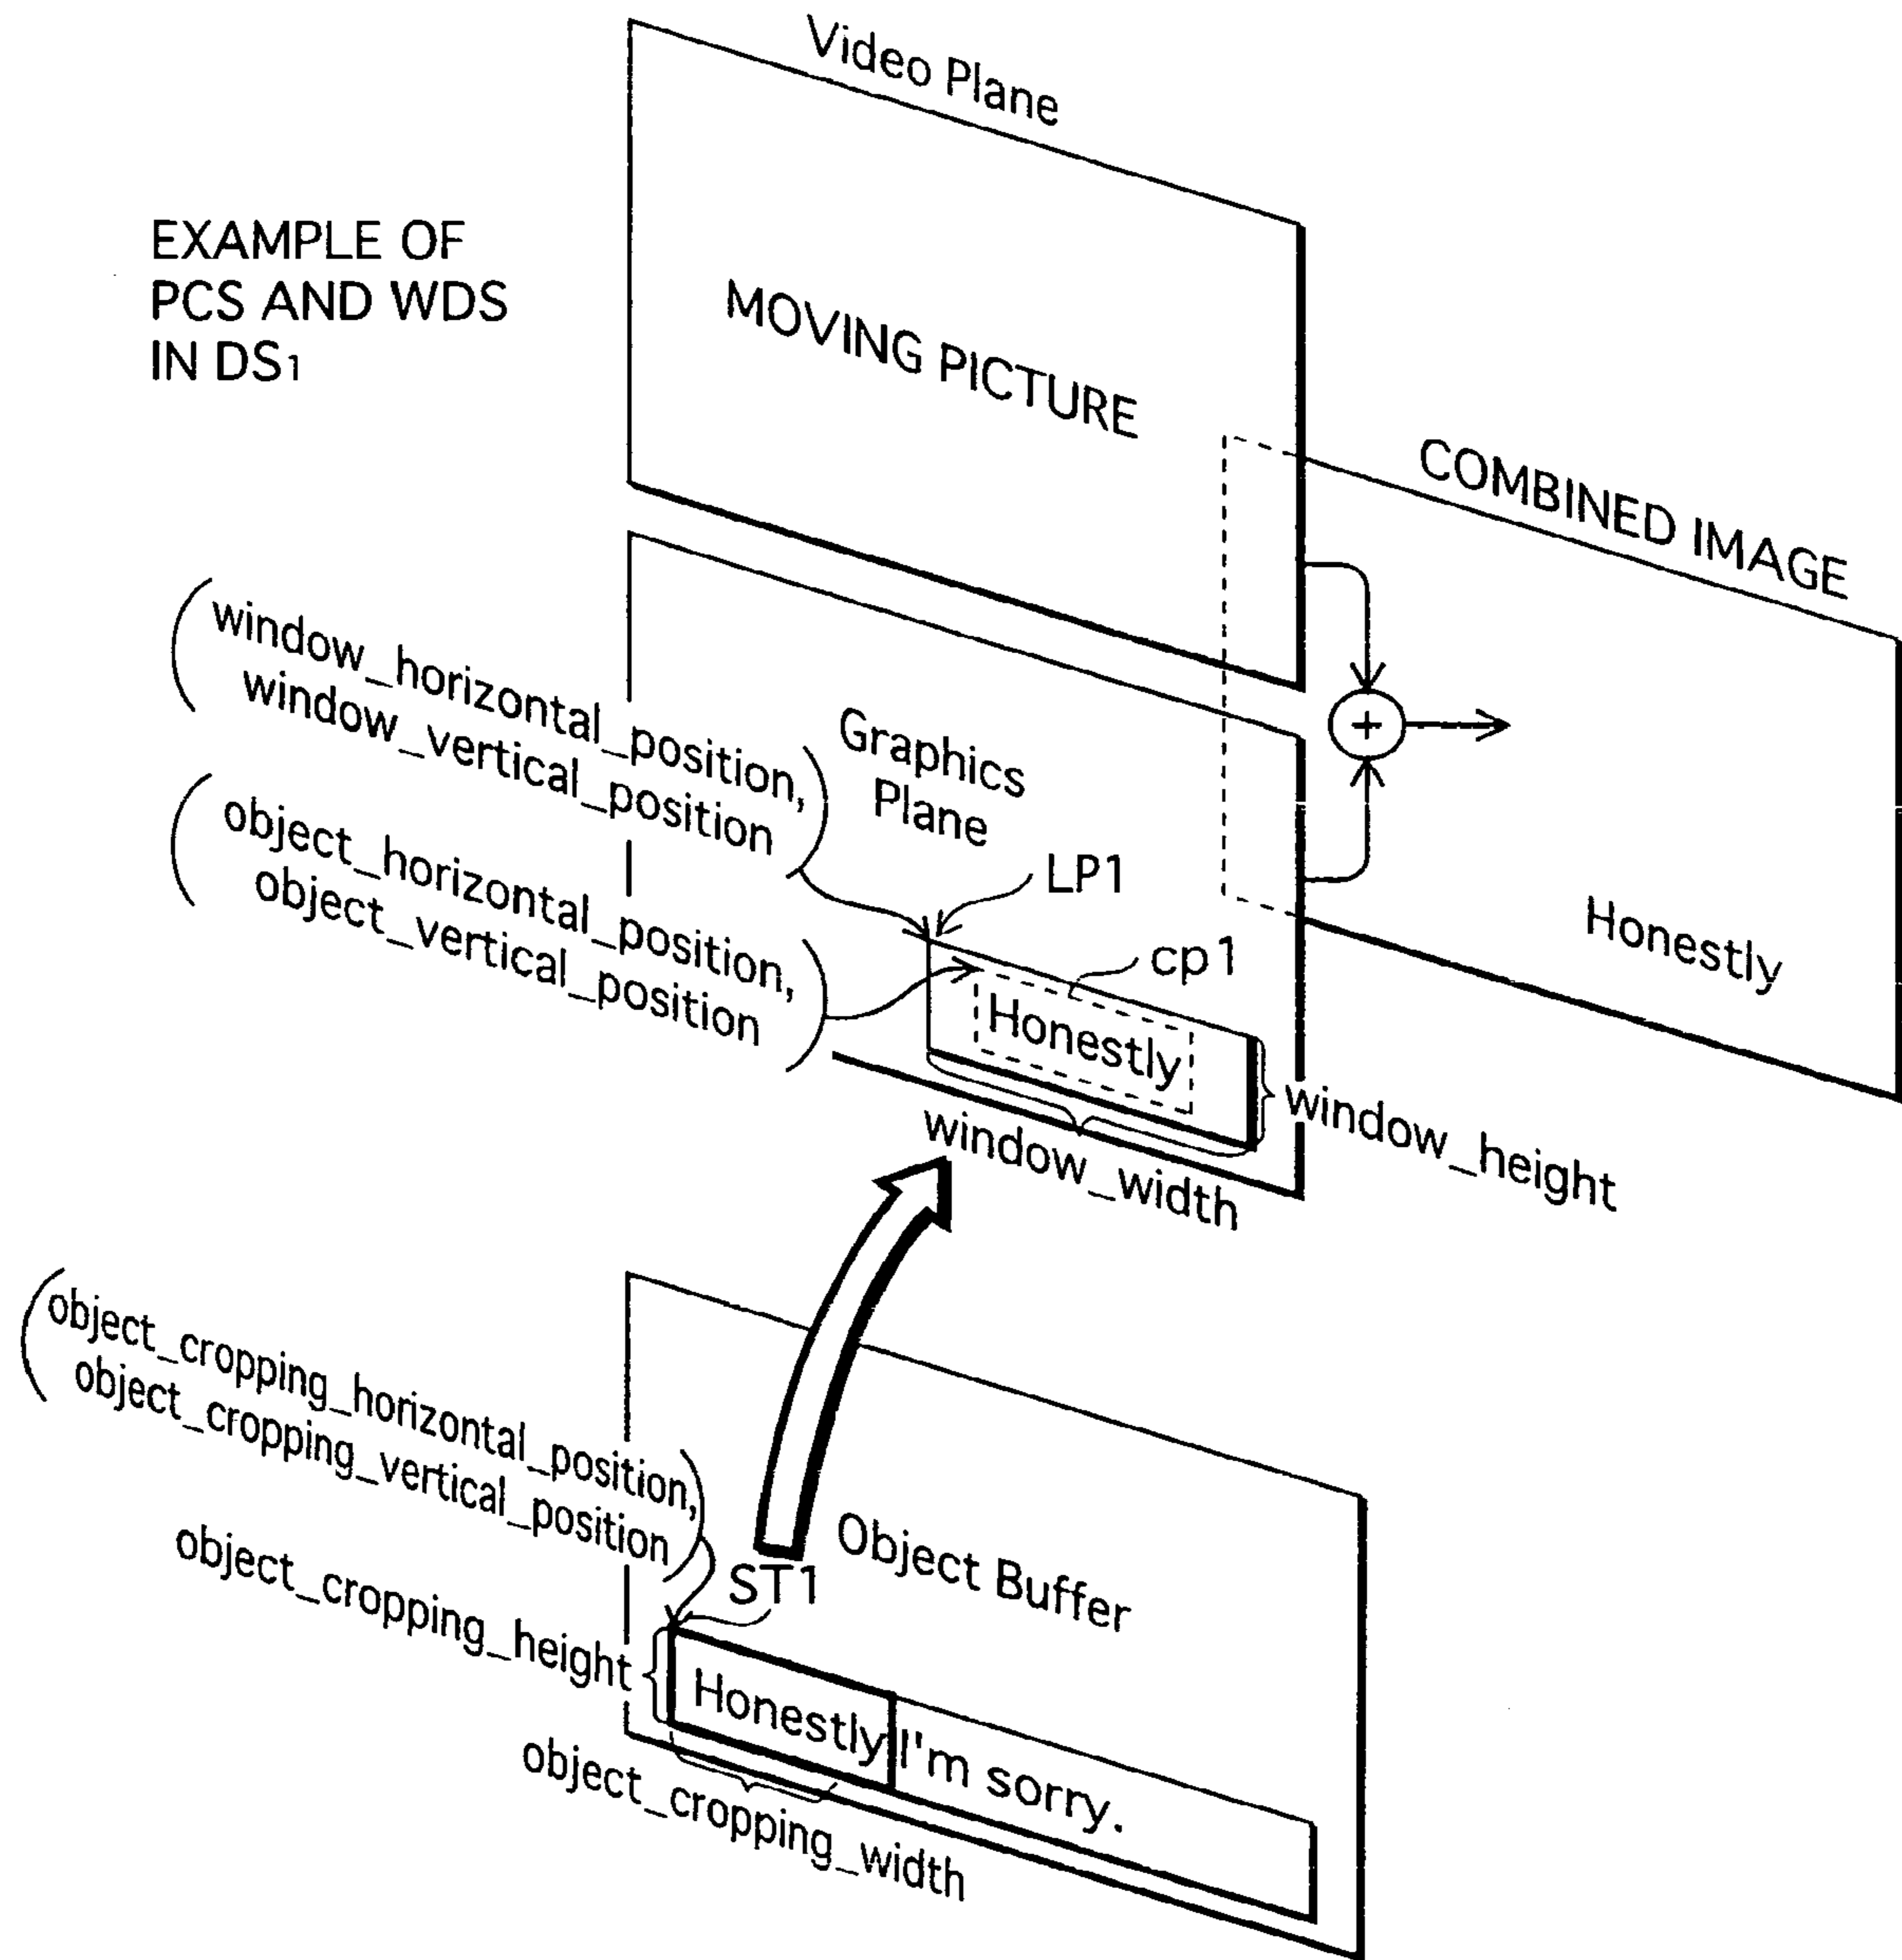 Video Plane
EXAMPLE OF
PCS AND WDS
IN DS1
MOVING PICTURE
COMBINED IMAGE
(window_horizontal_position,
window_vertical_position)
Graphics
Plane
(object_horizontal_position,
object_vertical_position)
+
LP1
cp1
Honestly
Honestly
window_height
window_width
(object_cropping_horizontal_position,
object_cropping_vertical_position)
object_cropping_height
ST1
Object Buffer
Honestly I'm sorry.
object_cropping_width